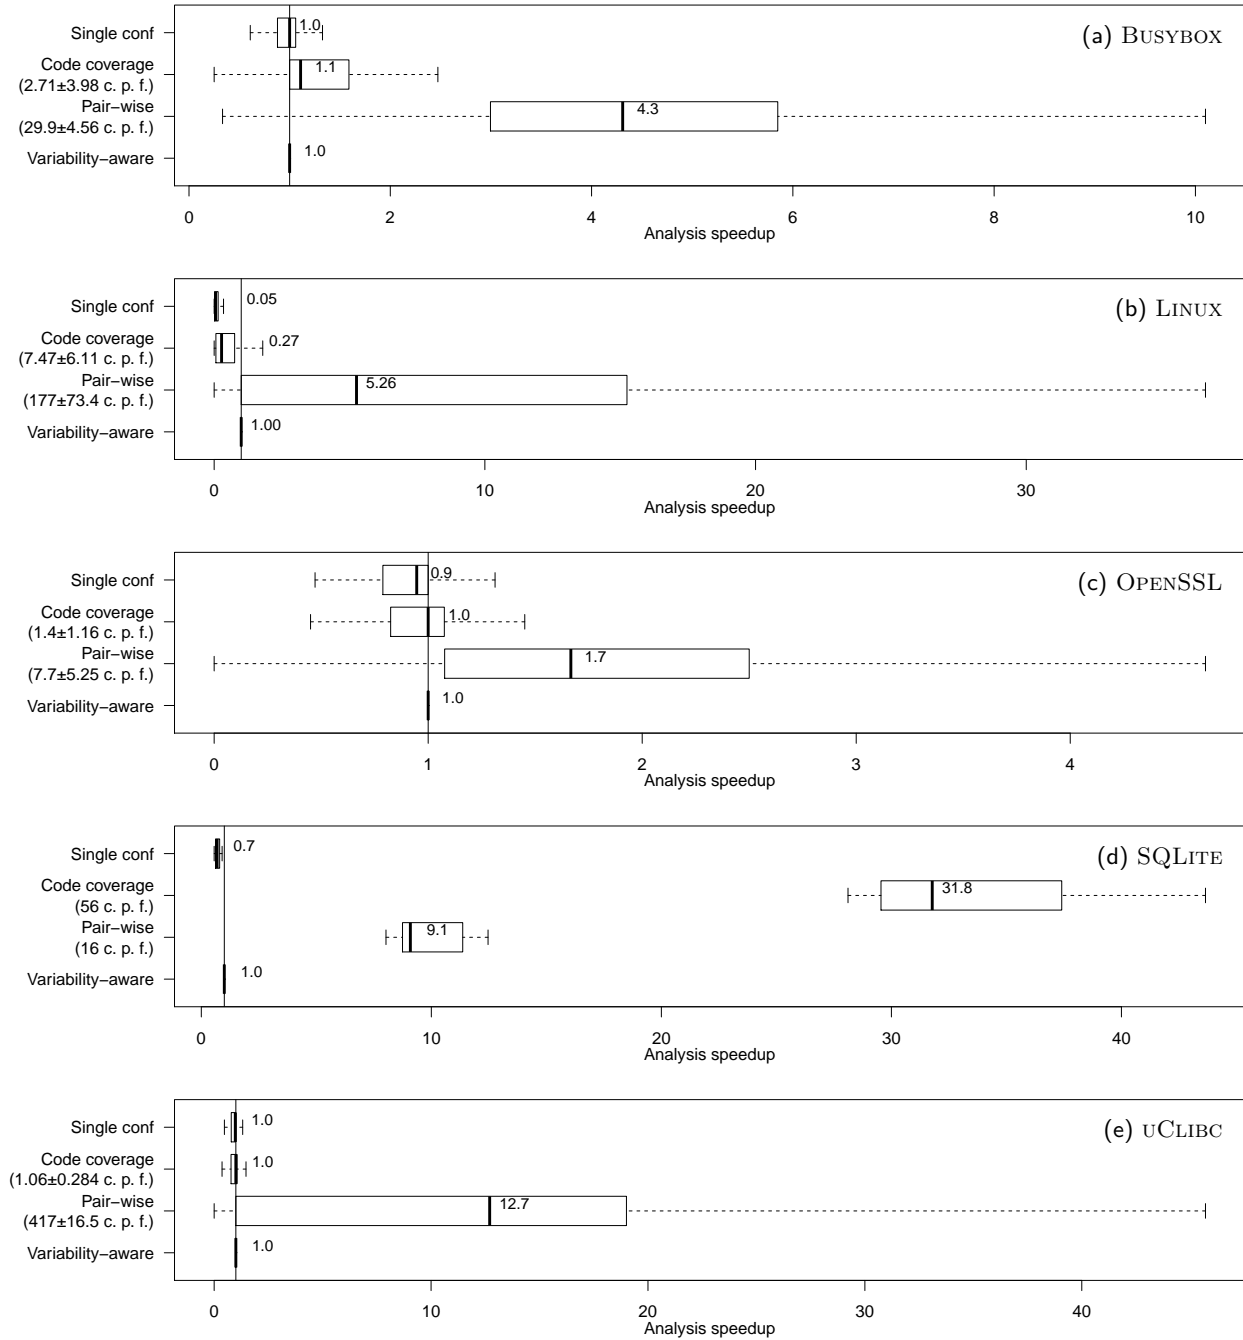 (a) BUSYBOX
Single conf
1.0
Code coverage
(2.71±3.98 c. p. f.)
1.1
Pair−wise
(29.9±4.56 c. p. f.)
4.3
Variability−aware
1.0
0 2 4 6 8 10
Analysis speedup
(b) LINUX
Single conf
0.05
Code coverage
(7.47±6.11 c. p. f.)
0.27
Pair−wise
(177±73.4 c. p. f.)
5.26
Variability−aware
1.00
0 10 20 30
Analysis speedup
(c) OPENSSL
Single conf
0.9
Code coverage
(1.4±1.16 c. p. f.)
1.0
Pair−wise
(7.7±5.25 c. p. f.)
1.7
Variability−aware
1.0
0 1 2 3 4
Analysis speedup
(d) SQLITE
Single conf
0.7
Code coverage
(56 c. p. f.)
31.8
Pair−wise
(16 c. p. f.)
9.1
Variability−aware
1.0
0 10 20 30 40
Analysis speedup
(e) UCLIBC
Single conf
1.0
Code coverage
(1.06±0.284 c. p. f.)
1.0
Pair−wise
(417±16.5 c. p. f.)
12.7
Variability−aware
1.0
0 10 20 30 40
Analysis speedup